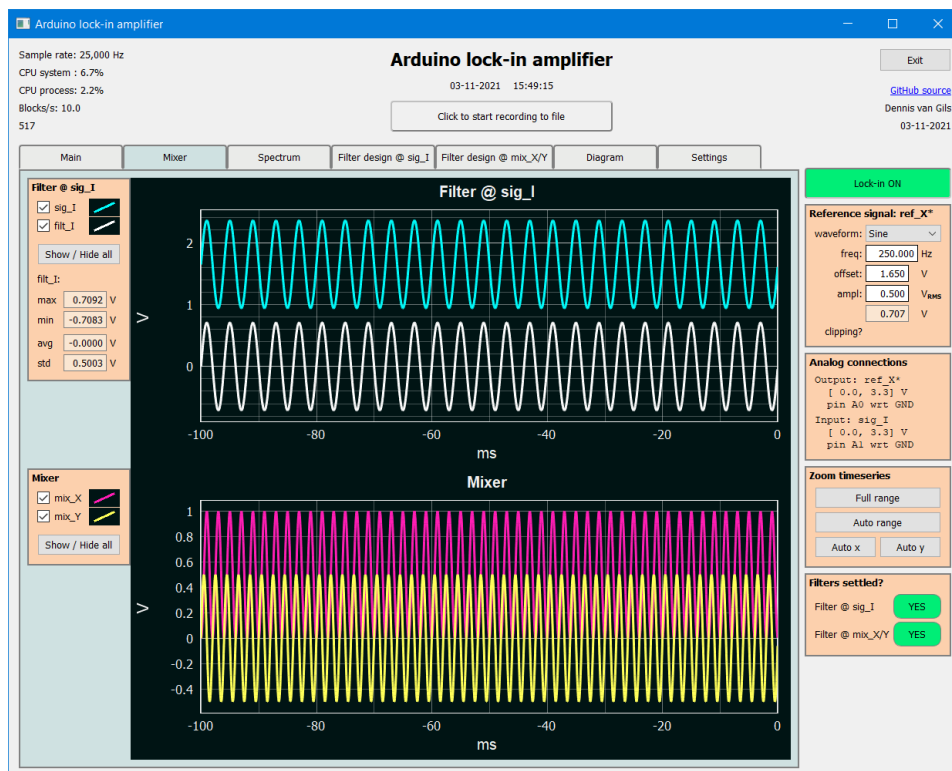 Arduino lock-in amplifier
Sample rate: 25,000 Hz
CPU system : 6.7%
CPU process: 2.2%
Blocks/s: 10.0
517
Arduino lock-in amplifier
03-11-2021 15:49:15
Click to start recording to file
Exit
GitHub source
Dennis van Gils
03-11-2021
Main Mixer Spectrum Filter design @ sig_I Filter design @ mix_X/Y Diagram Settings
Filter @ sig_I
sig_I
filt_I
Show / Hide all
filt_I:
max 0.7092 V
min -0.7083 V
avg -0.0000 V
std 0.5003 V
Filter @ sig_I
V
2
1
0
-100 -80 -60 -40 -20 0
ms
Mixer
mix_X
mix_Y
Show / Hide all
Mixer
V
1
0.8
0.6
0.4
0.2
0
-0.2
-0.4
-100 -80 -60 -40 -20 0
ms
Lock-in ON
Reference signal: ref_X*
waveform: Sine
freq: 250.000 Hz
offset: 1.650 V
ampl: 0.500 VRMS
0.707 V
clipping?
Analog connections
Output: ref_X*
[ 0.0, 3.3] V
pin A0 wrt GND
Input: sig_I
[ 0.0, 3.3] V
pin A1 wrt GND
Zoom timeseries
Full range
Auto range
Auto x Auto y
Filters settled?
Filter @ sig_I YES
Filter @ mix_X/Y YES